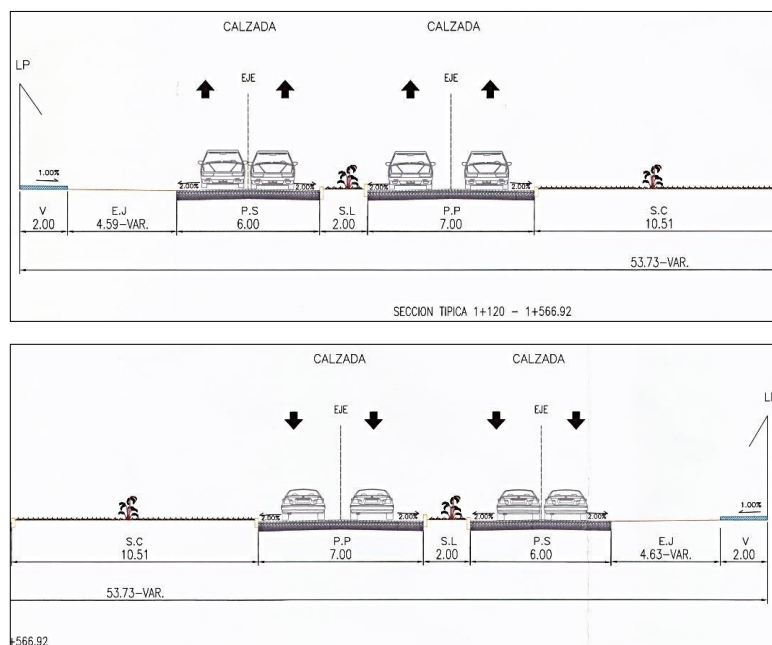 CALZADA CALZADA
LP
EJE EJE
1.00% 2.00% 2.00% 2.00% 2.00%
V E.J P.S S.L P.P S.C
2.00 4.59-VAR. 6.00 2.00 7.00 10.51
53.73-VAR.
SECCION TIPICA 1+120 - 1+566.92
CALZADA CALZADA
EJE EJE
2.00% 2.00% 2.00% 2.00% 1.00%
S.C P.P S.L P.S E.J V
10.51 7.00 2.00 6.00 4.63-VAR. 2.00
53.73-VAR.
+566.92